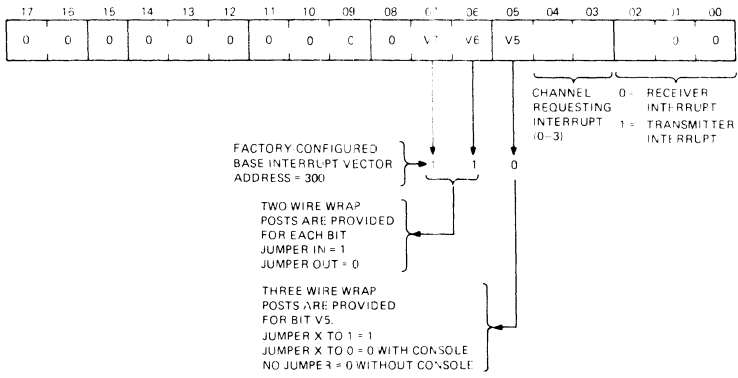 17 16 15 14 13 12 11 10 09 08 06 05 04 03 02 01 00
0 0 0 0 0 0 0 0 0 V6 V5 0 0
CHANNEL
REQUESTING
INTERRUPT
(0-3)
0 - RECEIVER
INTERRUPT
1 = TRANSMITTER
INTERRUPT
FACTORY CONFIGURED
BASE INTERRUPT VECTOR
ADDRESS = 300
1 1 0
TWO WIRE WRAP
POSTS ARE PROVIDED
FOR EACH BIT
JUMPER IN = 1
JUMPER OUT = 0
THREE WIRE WRAP
POSTS ARE PROVIDED
FOR BIT V5.
JUMPER X TO 1 = 1
JUMPER X TO 0 = 0 WITH CONSOLE
NO JUMPER = 0 WITHOUT CONSOLE